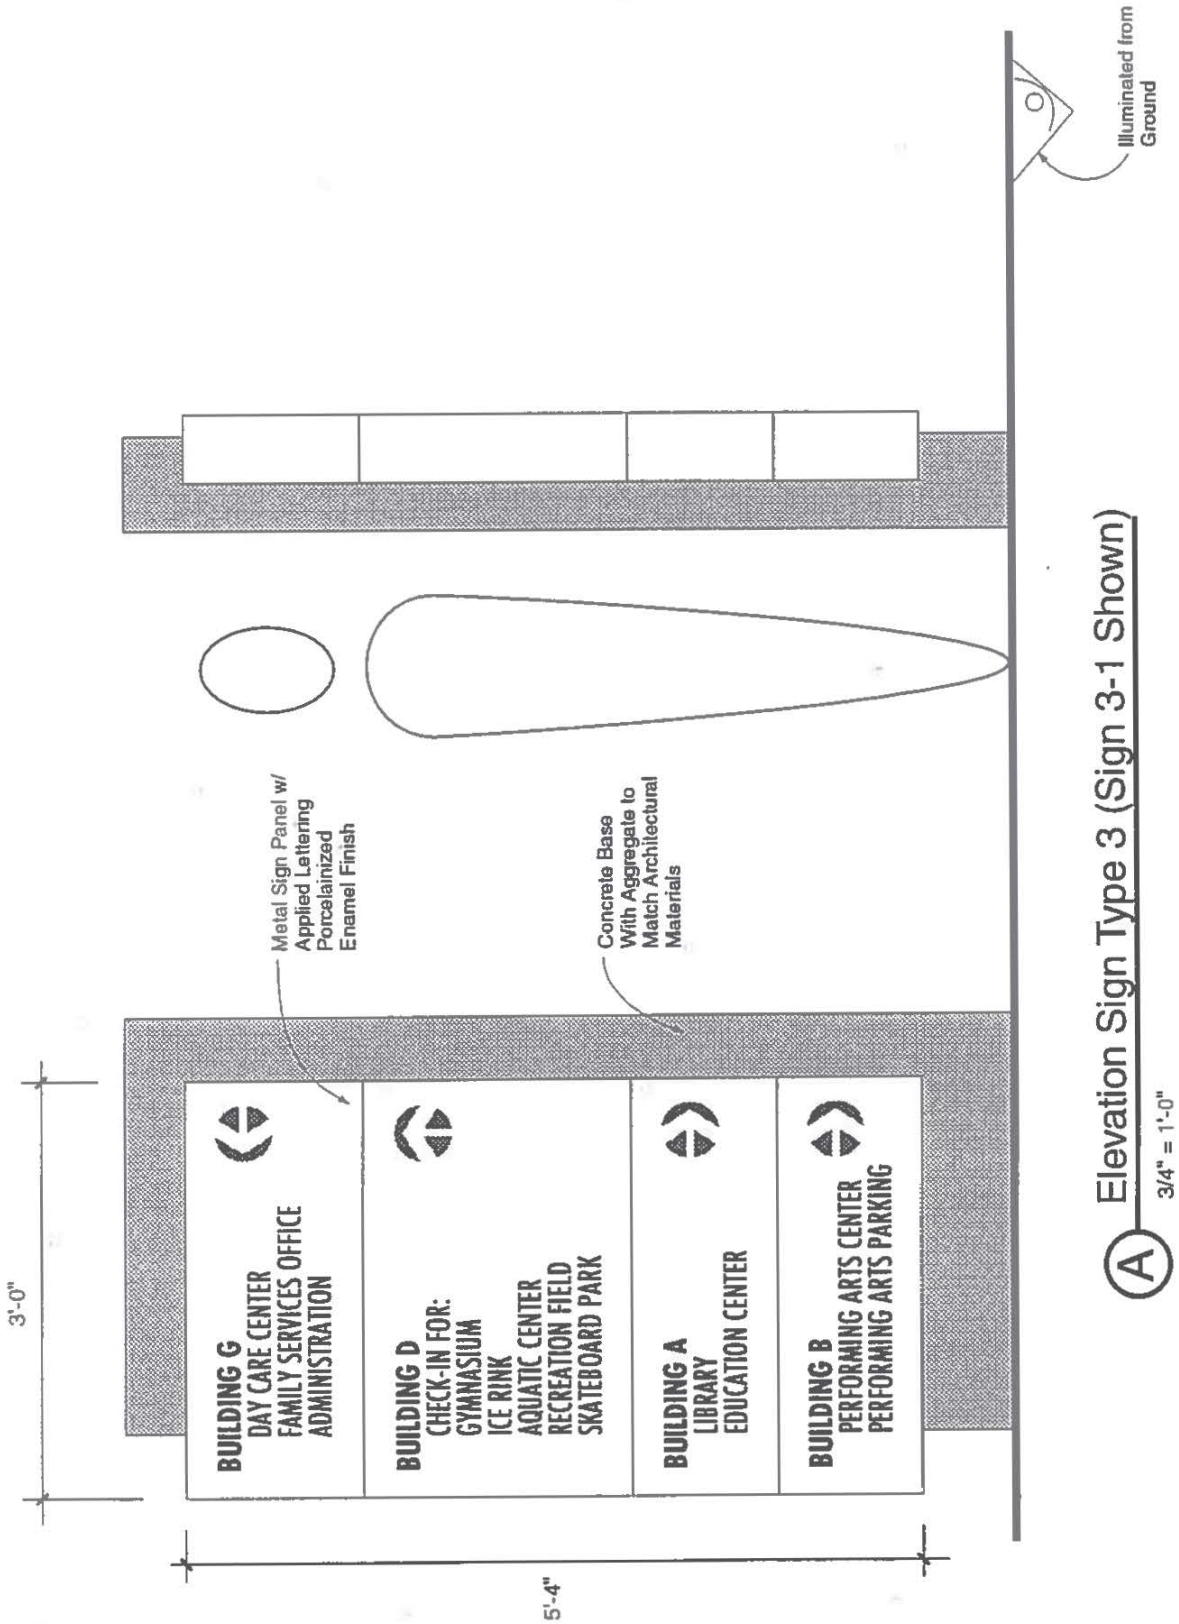 3'-0"
5'-4"
BUILDING G
DAY CARE CENTER
FAMILY SERVICES OFFICE
ADMINISTRATION
BUILDING D
CHECK-IN FOR:
GYMNASIUM
ICE RINK
AQUATIC CENTER
RECREATION FIELD
SKATEBOARD PARK
BUILDING A
LIBRARY
EDUCATION CENTER
BUILDING B
PERFORMING ARTS CENTER
PERFORMING ARTS PARKING
Metal Sign Panel w/
Applied Lettering
Porcelainized
Enamel Finish
Concrete Base
With Aggregate to
Match Architectural
Materials
Illuminated from
Ground
A
Elevation Sign Type 3 (Sign 3-1 Shown)
3/4" = 1'-0"